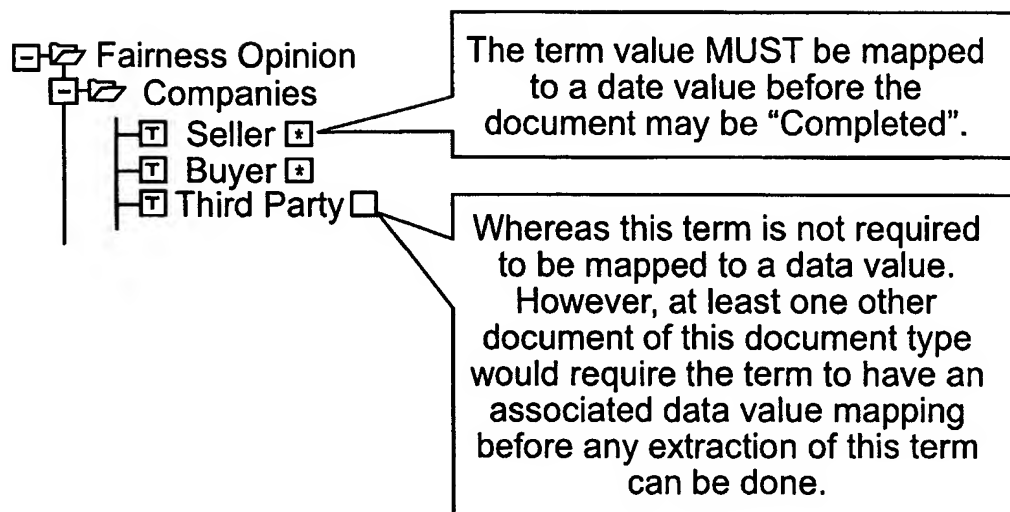 Fairness Opinion
Companies
T Seller *
T Buyer *
T Third Party
The term value MUST be mapped
to a date value before the
document may be “Completed”.
Whereas this term is not required
to be mapped to a data value.
However, at least one other
document of this document type
would require the term to have an
associated data value mapping
before any extraction of this term
can be done.